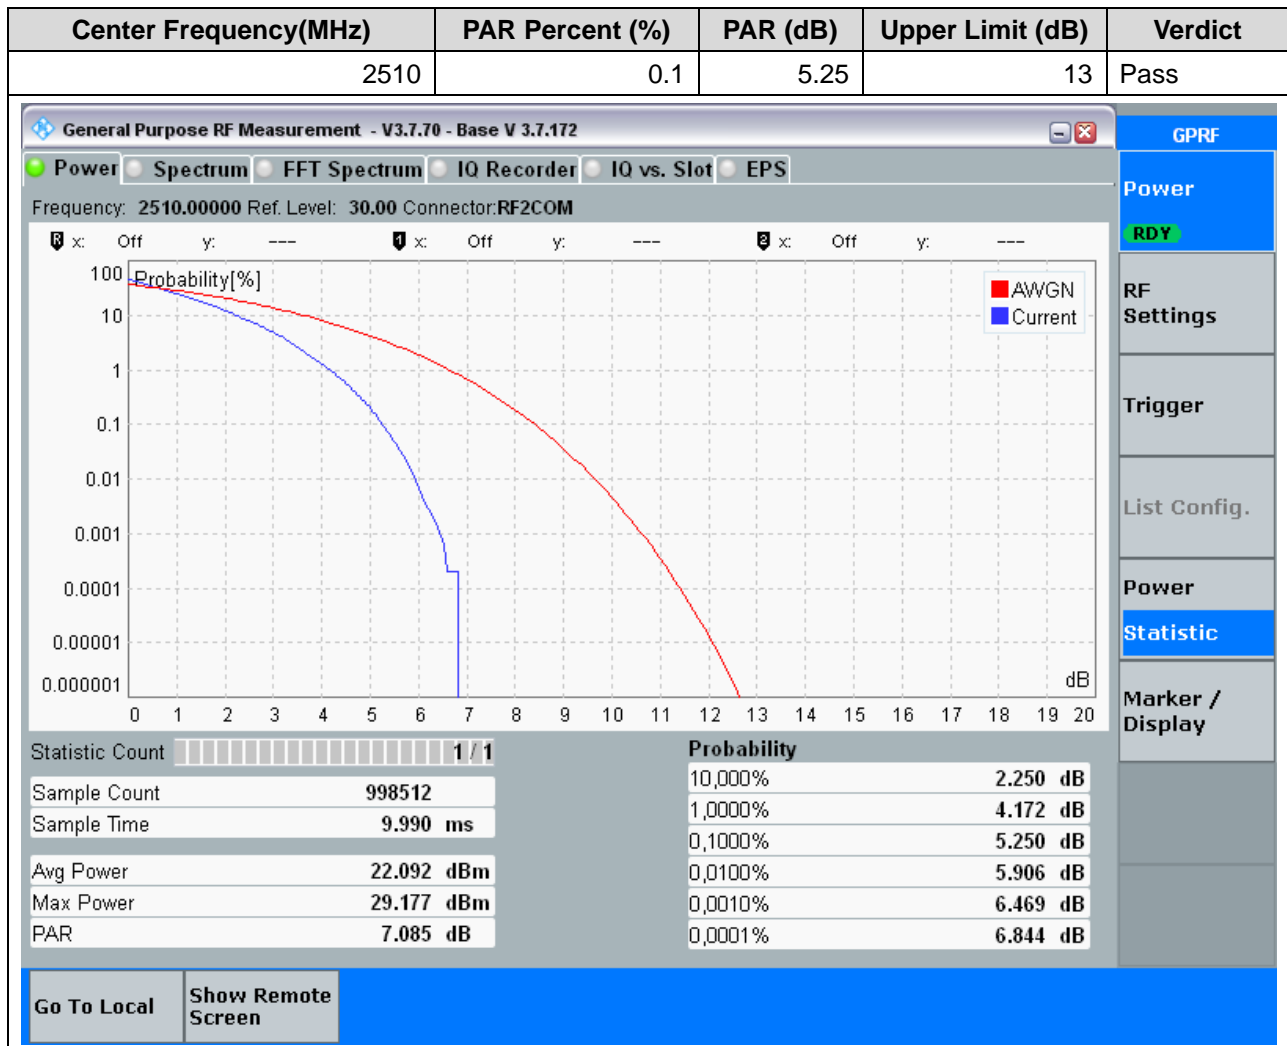 Center Frequency(MHz) PAR Percent (%) PAR (dB) Upper Limit (dB) Verdict
2510 0.1 5.25 13 Pass
General Purpose RF Measurement - V3.7.70 - Base V 3.7.172
GPRF
Power Spectrum FFT Spectrum IQ Recorder IQ vs. Slot EPS
Power
RDY
Frequency: 2510.00000 Ref. Level: 30.00 Connector:RF2COM
R x: Off y: --- 1 x: Off y: --- 2 x: Off y: ---
Probability[%]
AWGN
Current
100
10
1
0.1
0.01
0.001
0.0001
0.00001
0.000001
dB
0 1 2 3 4 5 6 7 8 9 10 11 12 13 14 15 16 17 18 19 20
RF
Settings
Trigger
List Config.
Power
Statistic
Marker /
Display
Statistic Count 1 / 1
Sample Count 998512
Sample Time 9.990 ms
Avg Power 22.092 dBm
Max Power 29.177 dBm
PAR 7.085 dB
Probability
10,000% 2.250 dB
1,0000% 4.172 dB
0,1000% 5.250 dB
0,0100% 5.906 dB
0,0010% 6.469 dB
0,0001% 6.844 dB
Go To Local
Show Remote
Screen